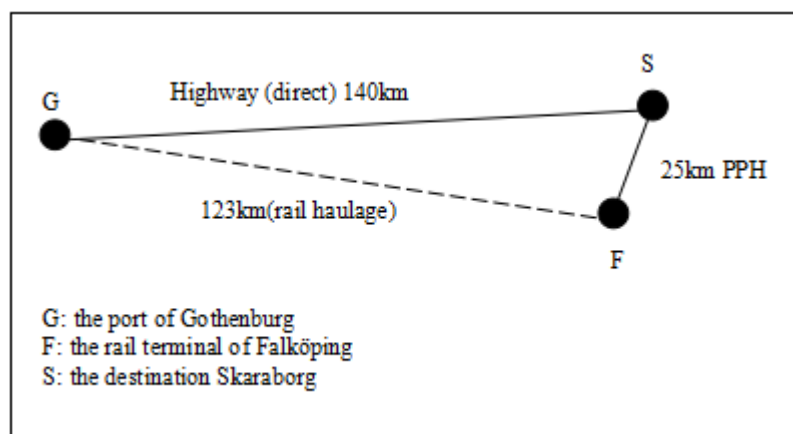 S
Highway (direct) 140km
G
25km PPH
123km(rail haulage)
F
G: the port of Gothenburg
F: the rail terminal of Falköping
S: the destination Skaraborg